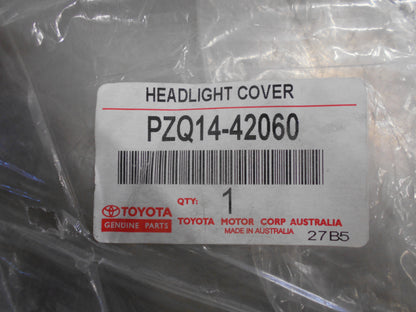 HEADLIGHT COVER
PZQ14-42060
QTY: 1
TOYOTA
GENUINE PARTS
TOYOTA MOTOR CORP AUSTRALIA
MADE IN AUSTRALIA
27B5